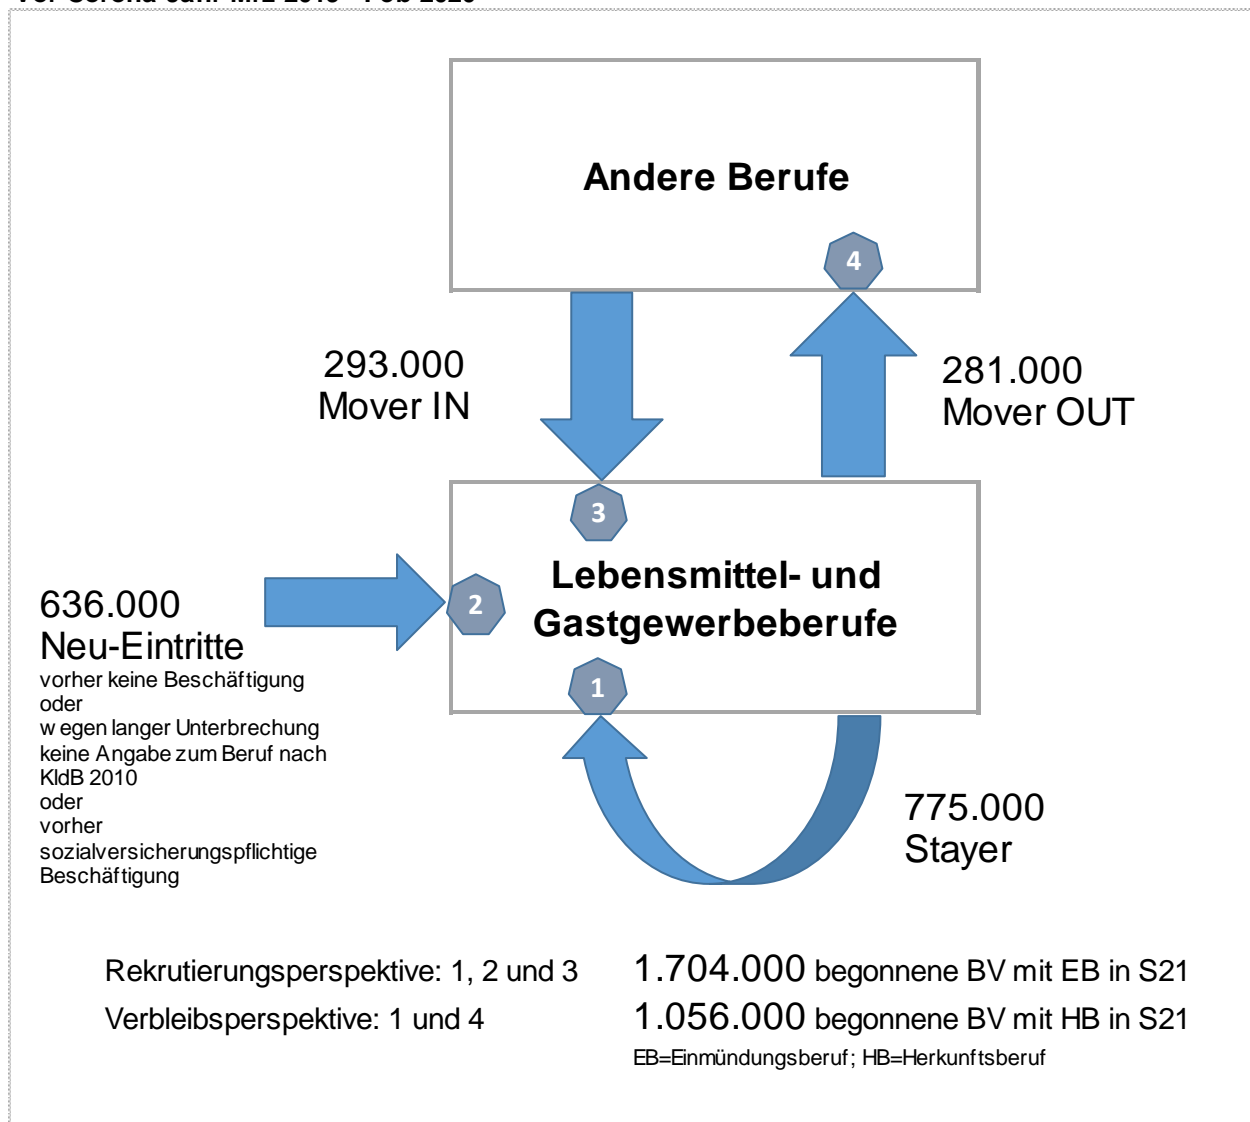 Andere Berufe
4
293.000
Mover IN
281.000
Mover OUT
3
Lebensmittel- und
Gastgewerbeberufe
2
636.000
Neu-Eintritte
vorher keine Beschäftigung
oder
wegen langer Unterbrechung
keine Angabe zum Beruf nach
KldB 2010
oder
vorher
sozialversicherungspflichtige
Beschäftigung
1
775.000
Stayer
Rekrutierungsperspektive: 1, 2 und 3 1.704.000 begonnene BV mit EB in S21
Verbleibsperspektive: 1 und 4 1.056.000 begonnene BV mit HB in S21
EB=Einmündungsberuf; HB=Herkunftsberuf